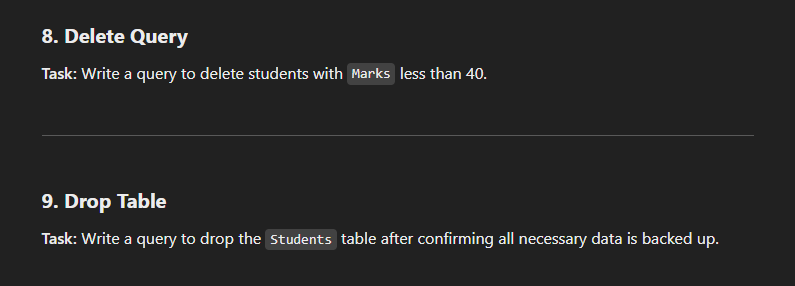 8. Delete Query
Task: Write a query to delete students with Marks less than 40.
9. Drop Table
Task: Write a query to drop the Students table after confirming all necessary data is backed up.